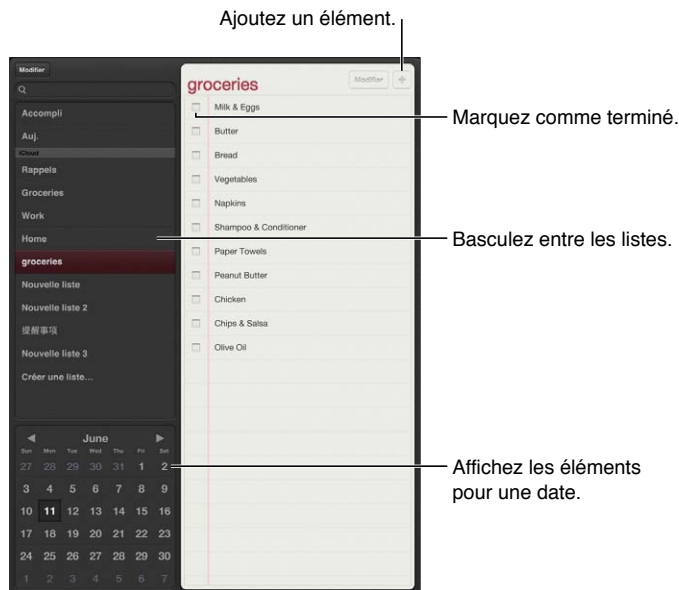 Ajoutez un élément.
Modifier
Accompli
Auj.
iCloud
Rappels
Groceries
Work
Home
groceries
Nouvelle liste
Nouvelle liste 2
提醒事项
Nouvelle liste 3
Créer une liste...
June
Sun Mon Tue Wed Thu Fri Sat
27 28 29 30 31 1 2
3 4 5 6 7 8 9
10 11 12 13 14 15 16
17 18 19 20 21 22 23
24 25 26 27 28 29 30
1 2 3 4 5 6 7
groceries
Modifier
Milk & Eggs
Butter
Bread
Vegetables
Napkins
Shampoo & Conditioner
Paper Towels
Peanut Butter
Chicken
Chips & Salsa
Olive Oil
Marquez comme terminé.
Basculez entre les listes.
Affichez les éléments
pour une date.